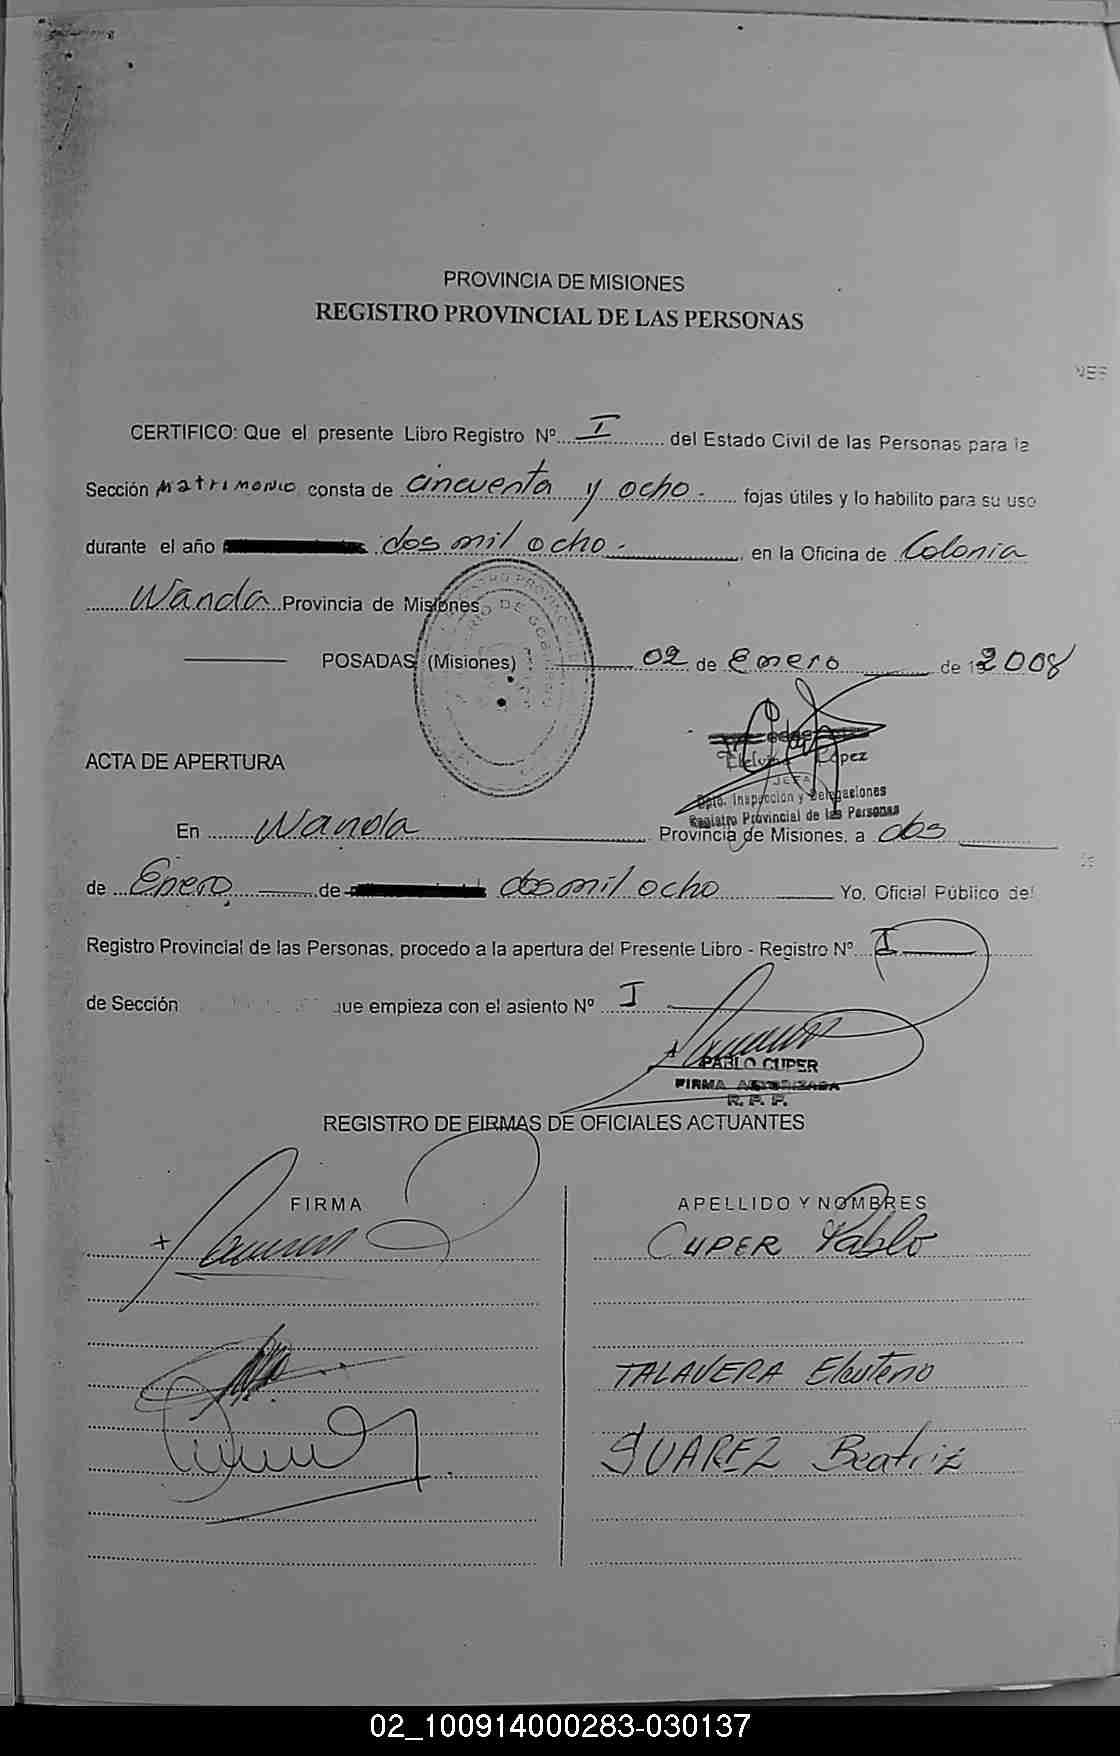 PROVINCIA DE MISIONES
REGISTRO PROVINCIAL DE LAS PERSONAS
CERTIFICO: Que el presente Libro Registro Nº I del Estado Civil de las Personas para la
Sección Matrimonio consta de cincuenta y ocho.- fojas útiles y lo habilito para su uso
durante el año dos mil ocho.- en la Oficina de Colonia
Wanda Provincia de Misiones
POSADAS (Misiones) 02 de Enero de 2008
López
JEFA
Dpto. Inspección y Delegaciones
Registro Provincial de las Personas
ACTA DE APERTURA
En Wanda Provincia de Misiones, a dos
de Enero de dos mil ocho Yo, Oficial Público del
Registro Provincial de las Personas, procedo a la apertura del Presente Libro - Registro Nº I
de Sección que empieza con el asiento Nº I
PABLO CUPER
FIRMA AUTORIZADA
R. P. P.
REGISTRO DE FIRMAS DE OFICIALES ACTUANTES
FIRMA APELLIDO Y NOMBRES
CUPER Pablo
TALAVERA Eleuterio
SUAREZ Beatriz
02_100914000283-030137